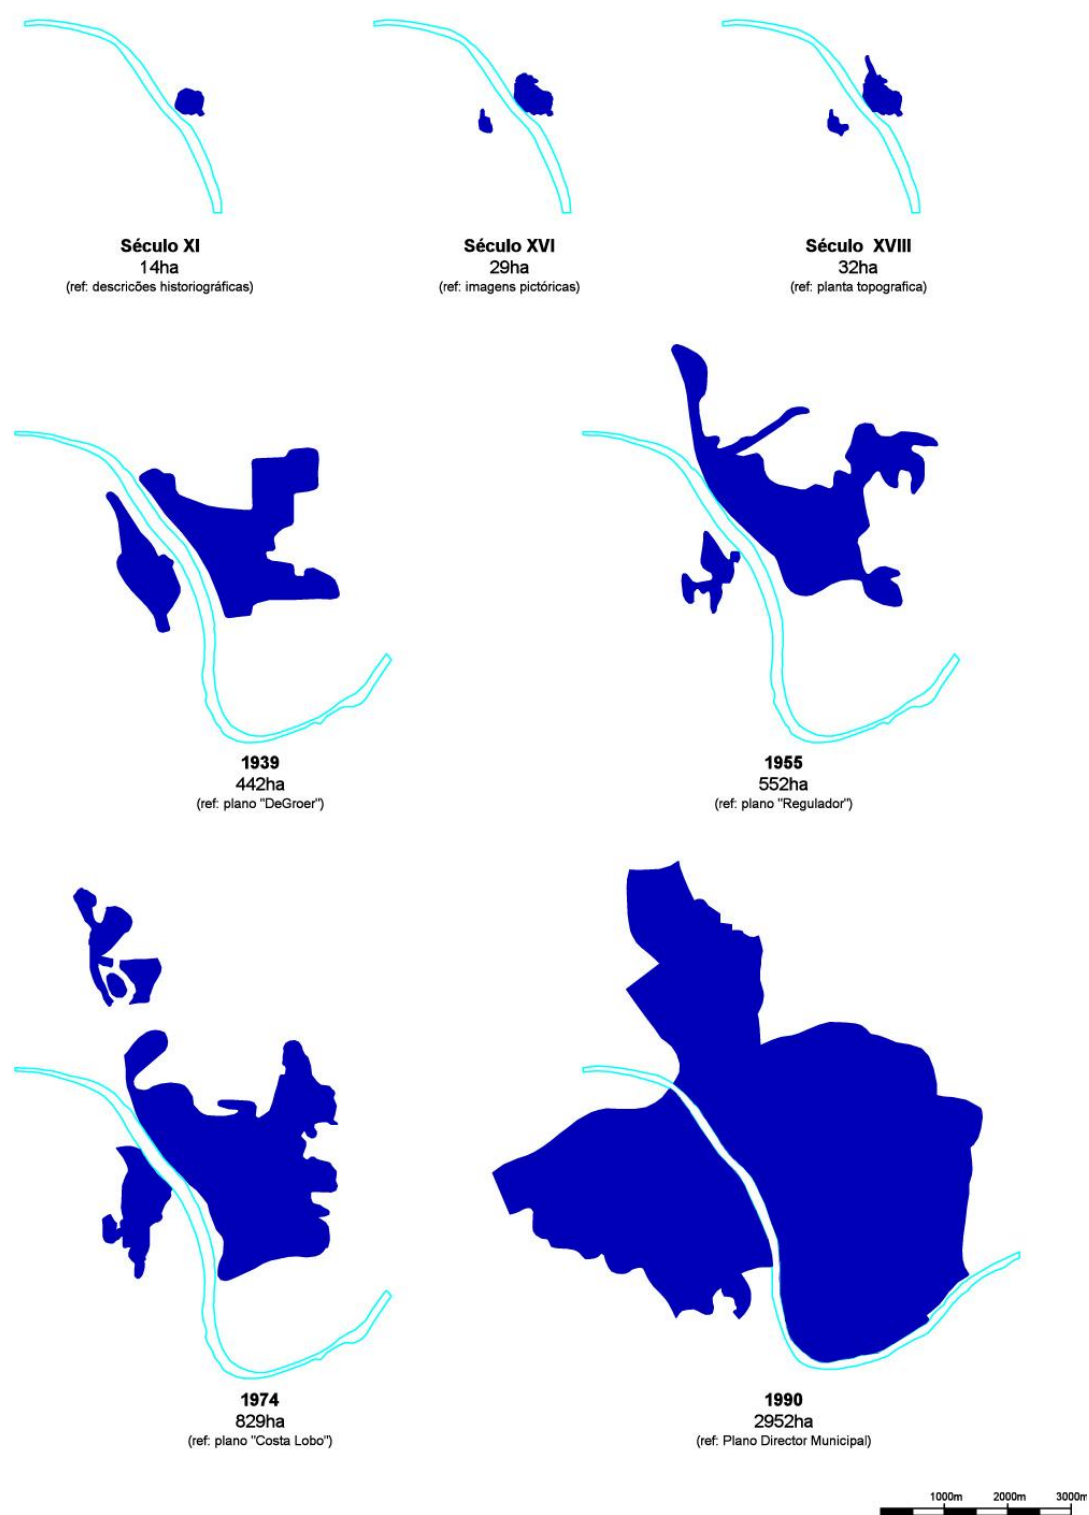 Século XI
14ha
(ref: descricões historiográficas)
Século XVI
29ha
(ref: imagens pictóricas)
Século XVIII
32ha
(ref: planta topografica)
1939
442ha
(ref: plano "DeGroer")
1955
552ha
(ref: plano "Regulador")
1974
829ha
(ref: plano "Costa Lobo")
1990
2952ha
(ref: Plano Director Municipal)
1000m 2000m 3000m